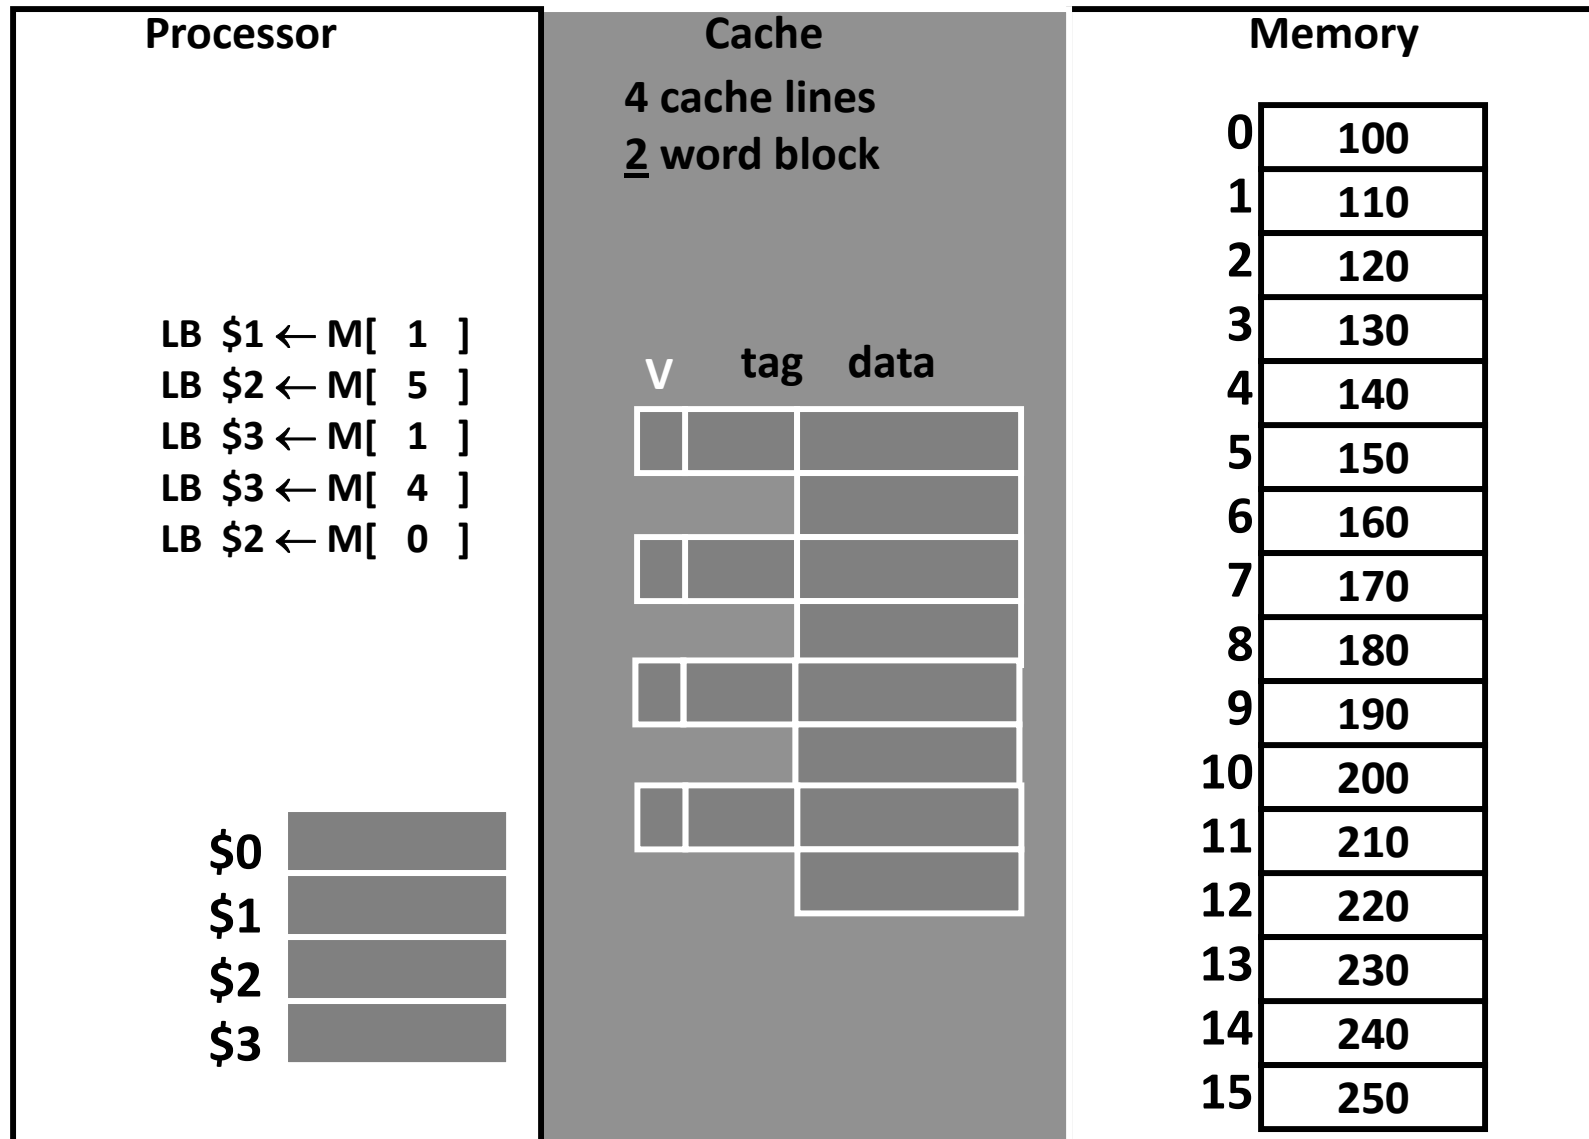 Processor
LB $1 ← M[ 1 ]
LB $2 ← M[ 5 ]
LB $3 ← M[ 1 ]
LB $3 ← M[ 4 ]
LB $2 ← M[ 0 ]
$0
$1
$2
$3
Cache
4 cache lines
2 word block
V tag data
Memory
0 100
1 110
2 120
3 130
4 140
5 150
6 160
7 170
8 180
9 190
10 200
11 210
12 220
13 230
14 240
15 250